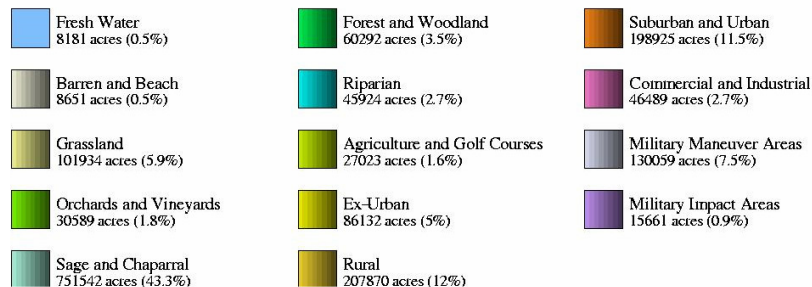 Fresh Water
8181 acres (0.5%)
Barren and Beach
8651 acres (0.5%)
Grassland
101934 acres (5.9%)
Orchards and Vineyards
30589 acres (1.8%)
Sage and Chaparral
751542 acres (43.3%)
Forest and Woodland
60292 acres (3.5%)
Riparian
45924 acres (2.7%)
Agriculture and Golf Courses
27023 acres (1.6%)
Ex-Urban
86132 acres (5%)
Rural
207870 acres (12%)
Suburban and Urban
198925 acres (11.5%)
Commercial and Industrial
46489 acres (2.7%)
Military Maneuver Areas
130059 acres (7.5%)
Military Impact Areas
15661 acres (0.9%)